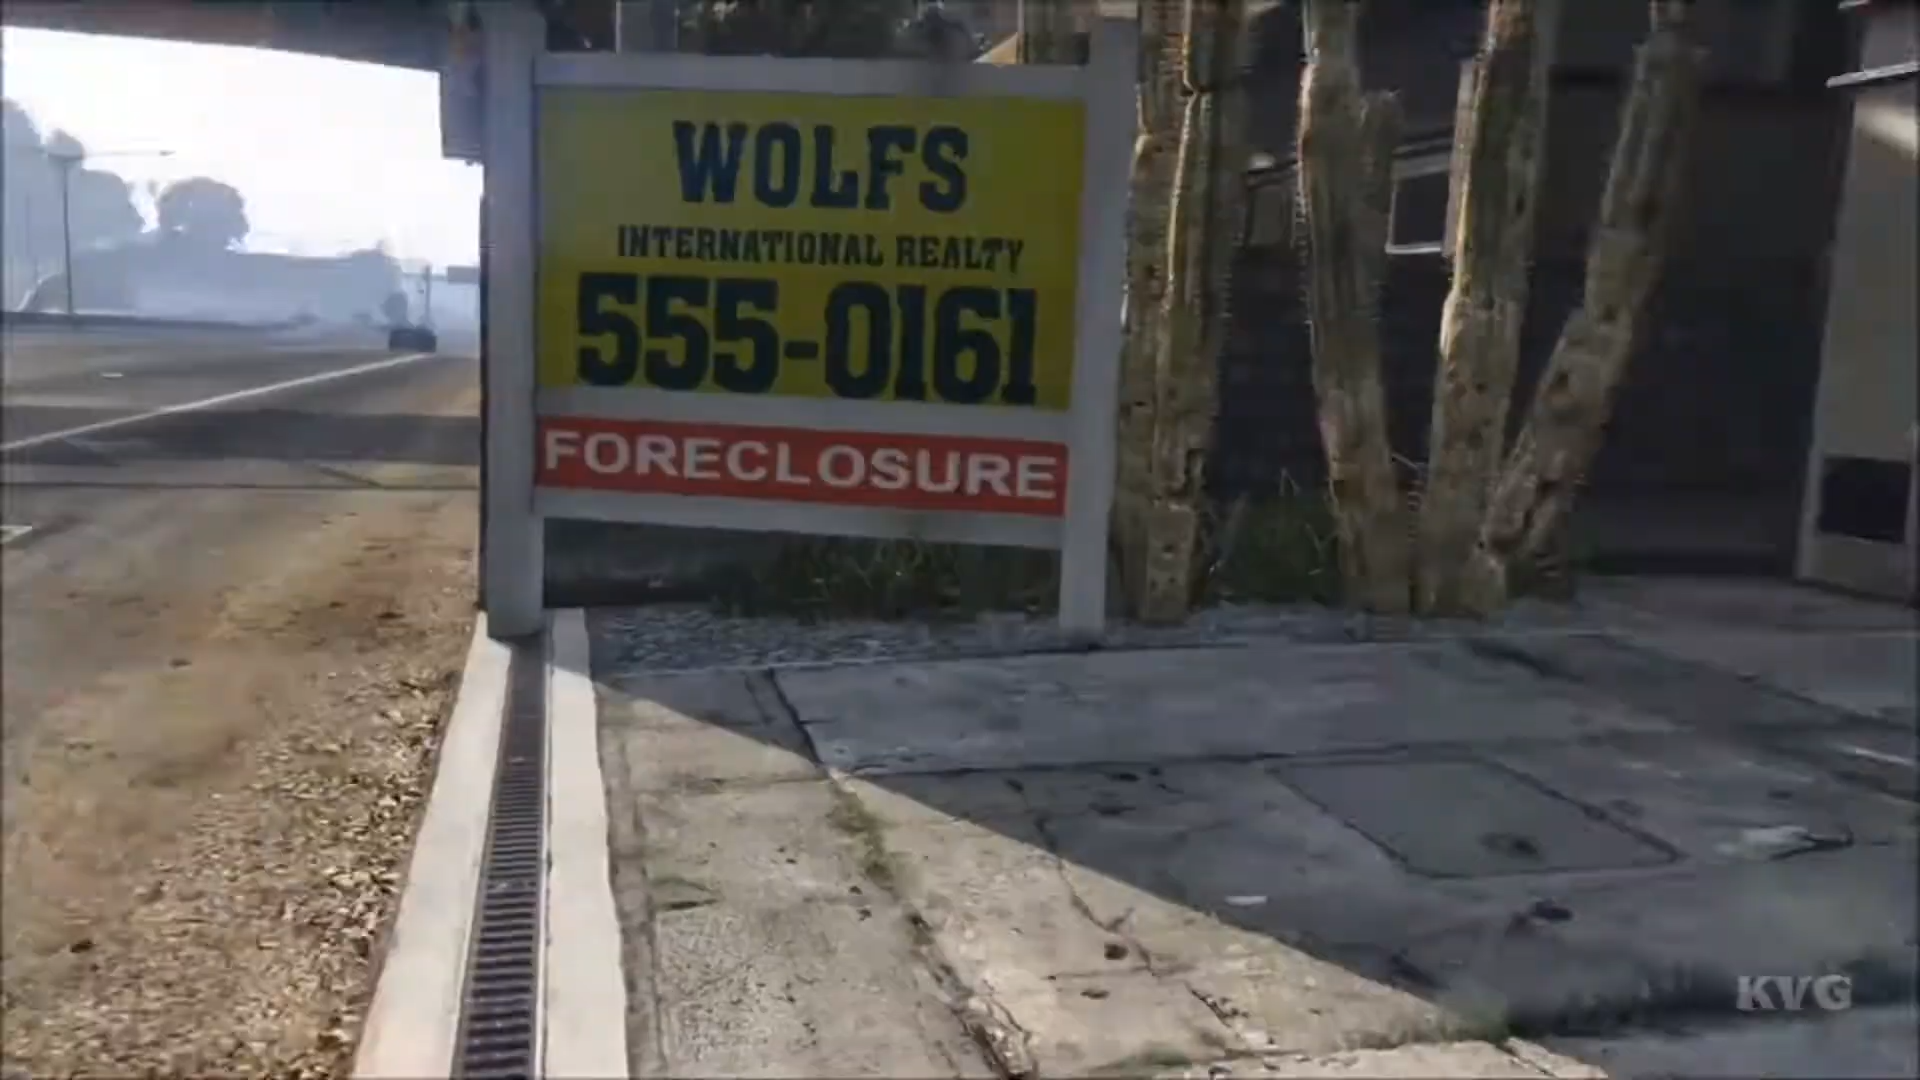 WOLFS
INTERNATIONAL REALTY
555-0161
FORECLOSURE
KVG